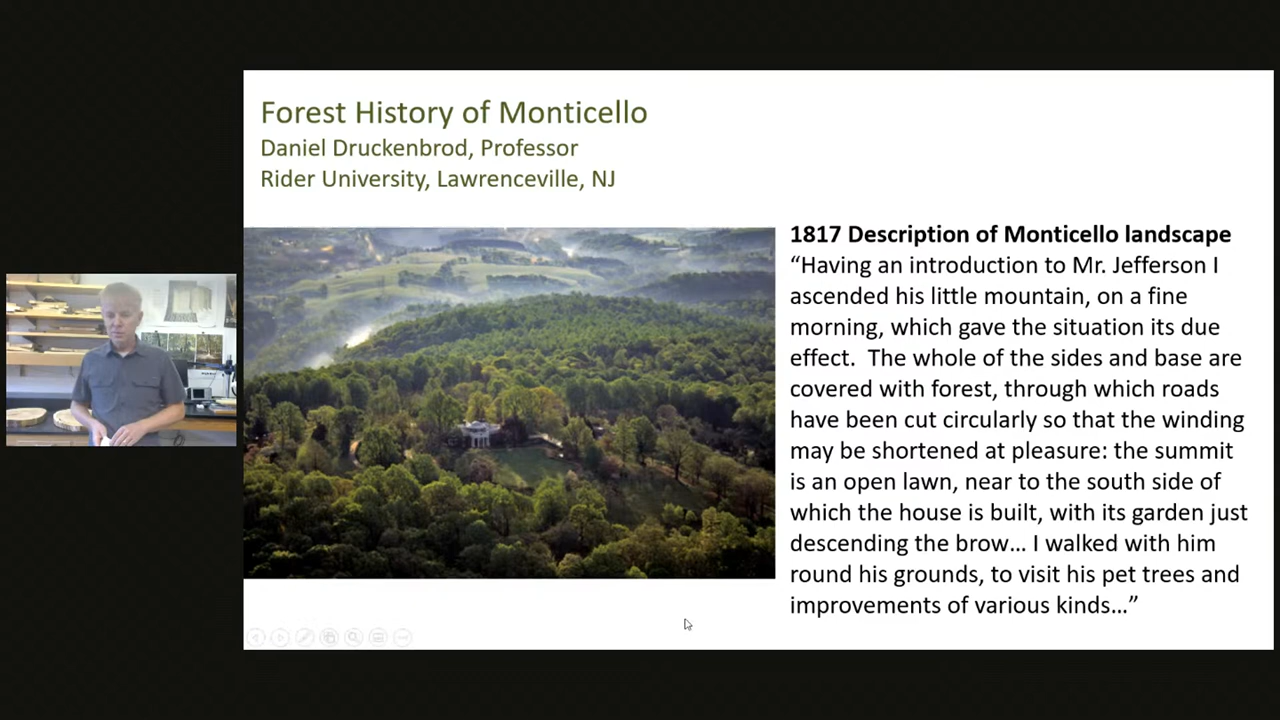 Forest History of Monticello
Daniel Druckenbrod, Professor
Rider University, Lawrenceville, NJ
1817 Description of Monticello landscape
“Having an introduction to Mr. Jefferson I
ascended his little mountain, on a fine
morning, which gave the situation its due
effect.  The whole of the sides and base are
covered with forest, through which roads
have been cut circularly so that the winding
may be shortened at pleasure: the summit
is an open lawn, near to the south side of
which the house is built, with its garden just
descending the brow... I walked with him
round his grounds, to visit his pet trees and
improvements of various kinds...”